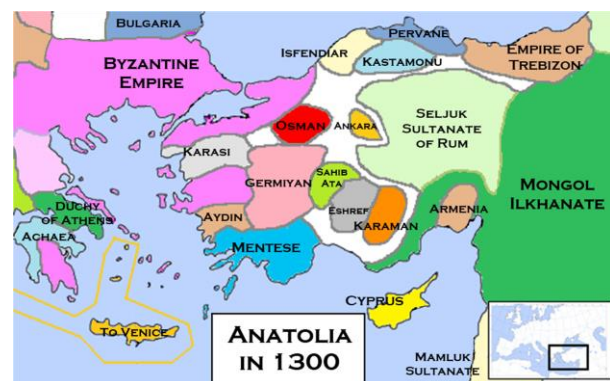 BULGARIA
PERVANE
ISFENDIAR
KASTAMONU
EMPIRE OF
TREBIZON
BYZANTINE
EMPIRE
OSMAN
ANKARA
SELJUK
SULTANATE
OF RUM
KARASI
GERMIYAN
SAHIB
ATA
MONGOL
ILKHANATE
DUCHY
OF ATHENS
AYDIN
ESHREF
KARAMAN
ARMENIA
ACHAEA
MENTESE
CYPRUS
TO VENICE
ANATOLIA
IN 1300
MAMLUK
SULTANATE